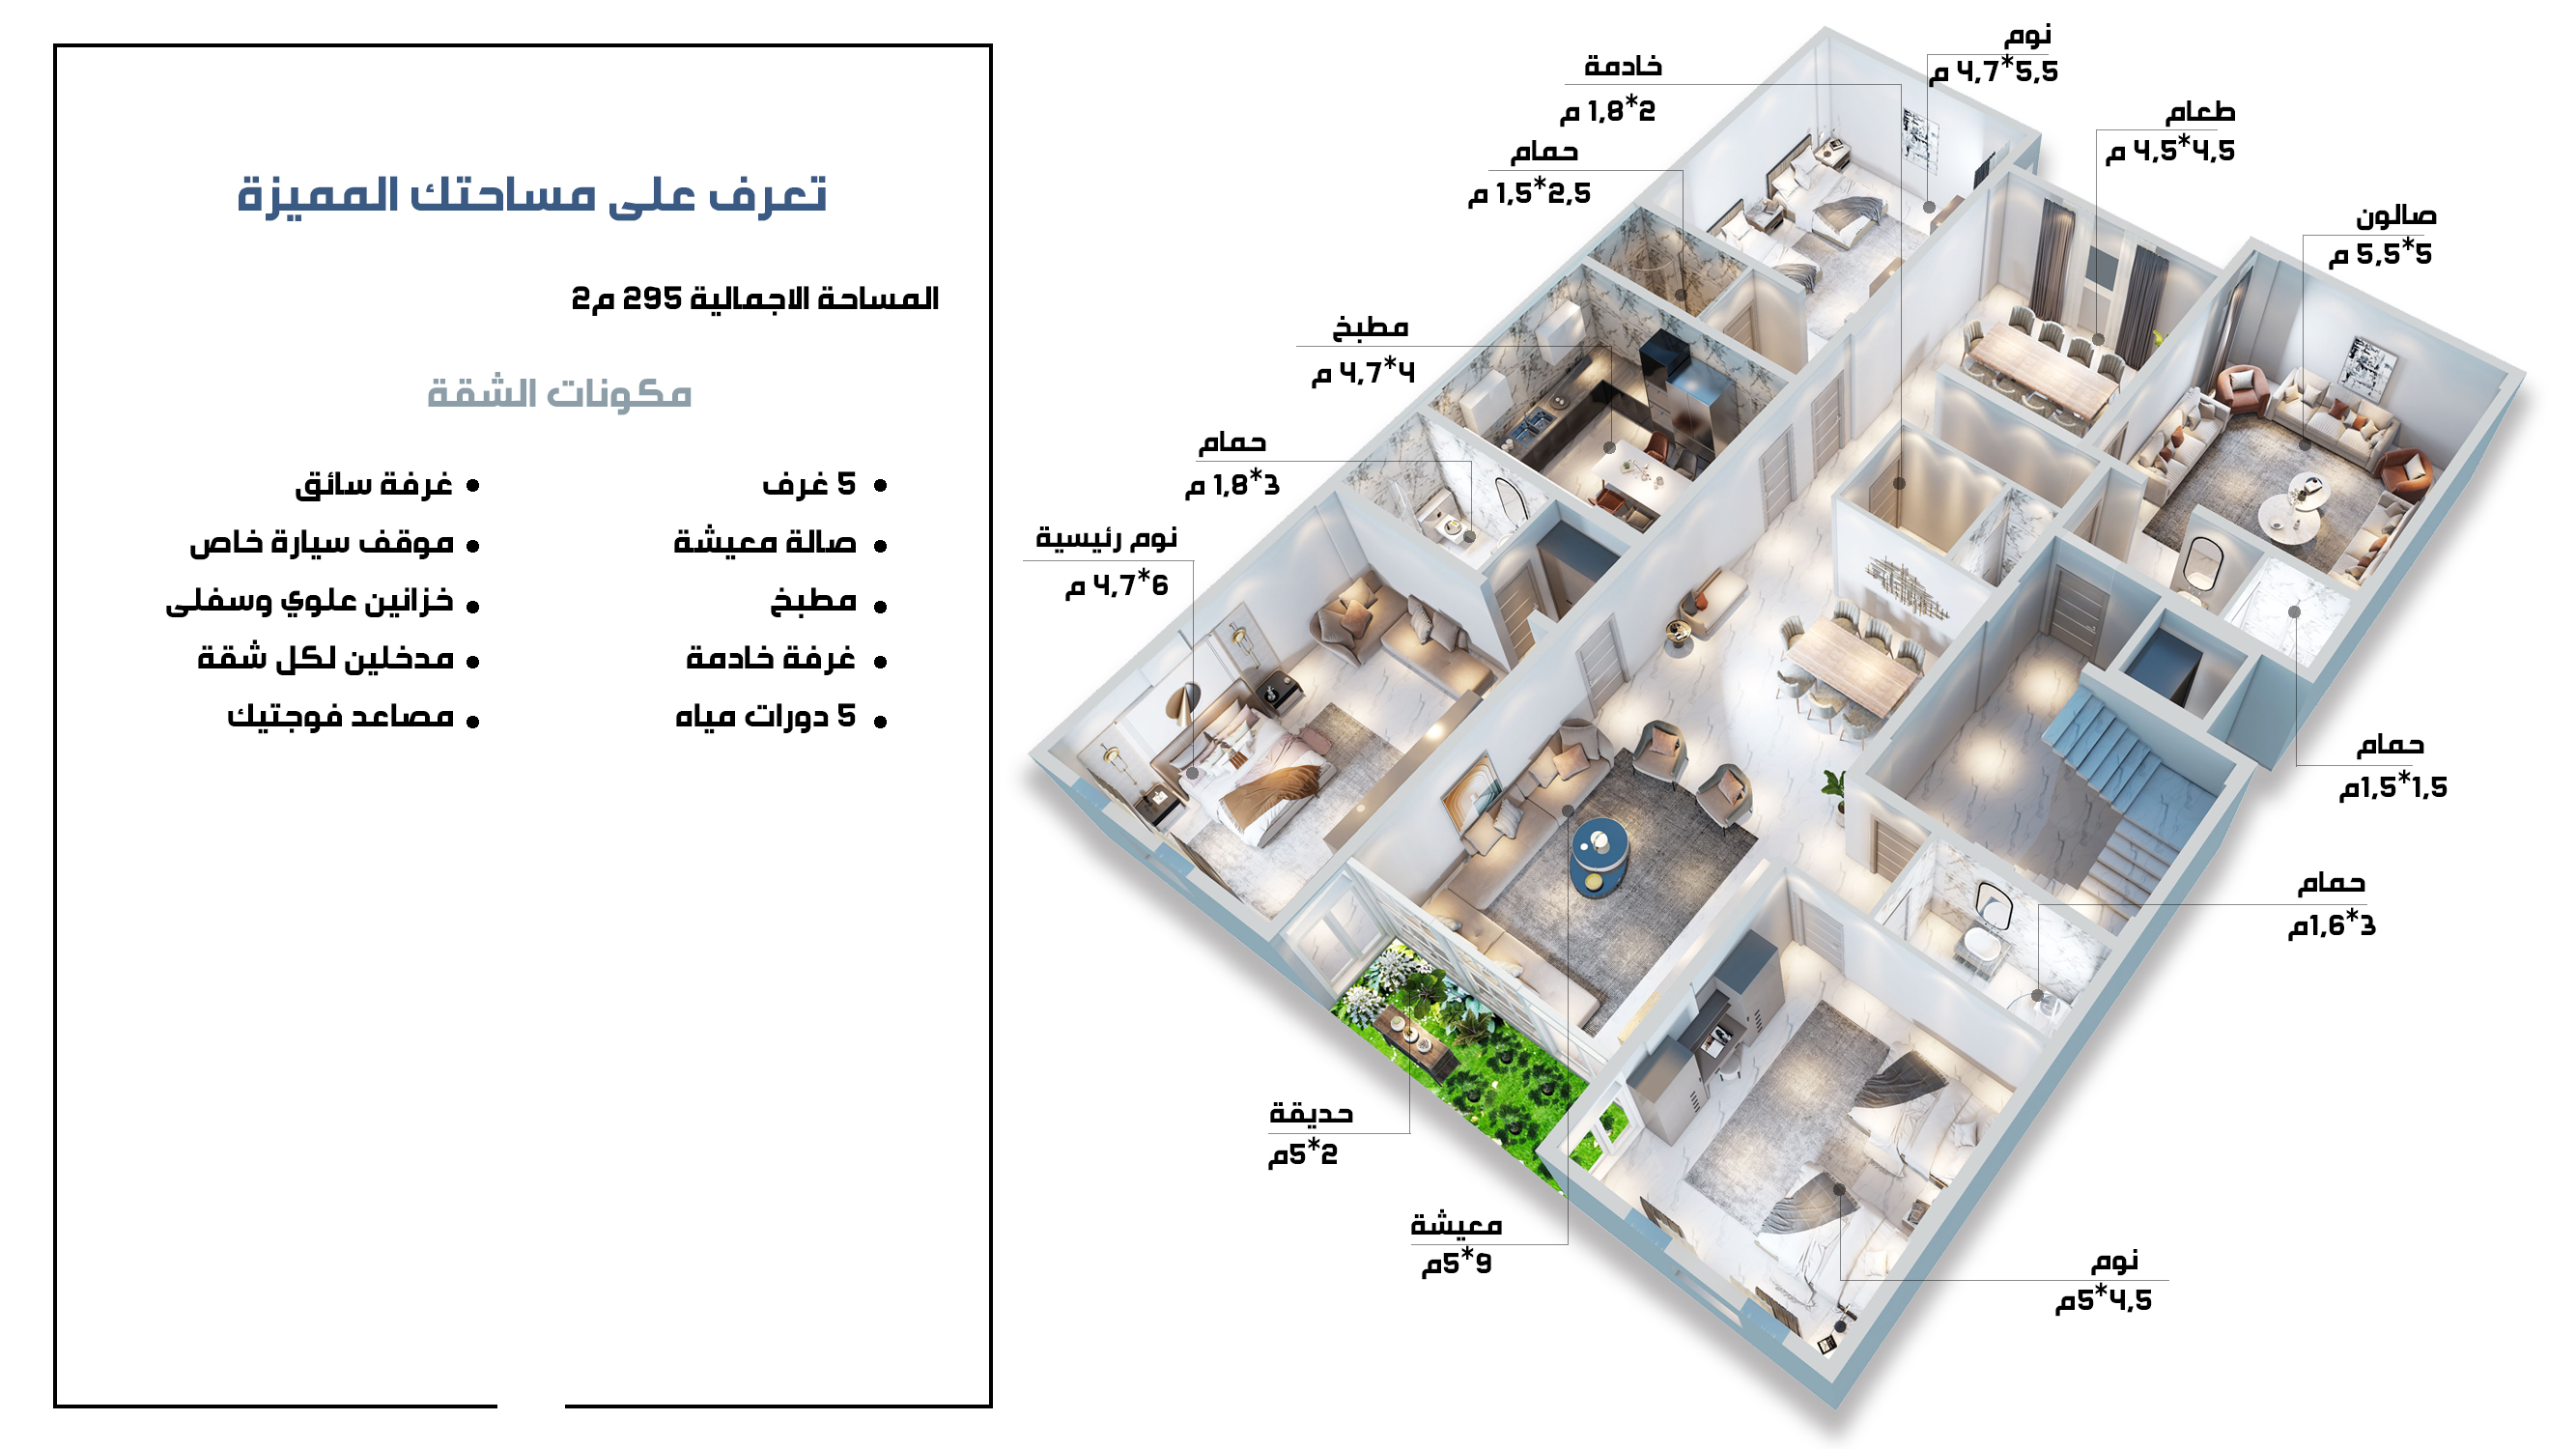 تعرف على مساحتك المميزة
المساحة الاجمالية 295 م2
مكونات الشقة
5 غرف
صالة معيشة
مطبخ
غرفة خادمة
5 دورات مياه
غرفة سائق
موقف سيارة خاص
خزانين علوي وسفلى
مدخلين لكل شقة
مصاعد فوجتيك
نوم
5,5*4,7 م
خادمة
2*1,8 م
طعام
4,5*4,5 م
حمام
2,5*1,5 م
صالون
5*5,5 م
مطبخ
4*4,7 م
حمام
3*1,8 م
نوم رئيسية
6*4,7 م
حمام
1,5*1,5م
حمام
3*1,6م
حديقة
2*5م
معيشة
9*5م
نوم
4,5*5م